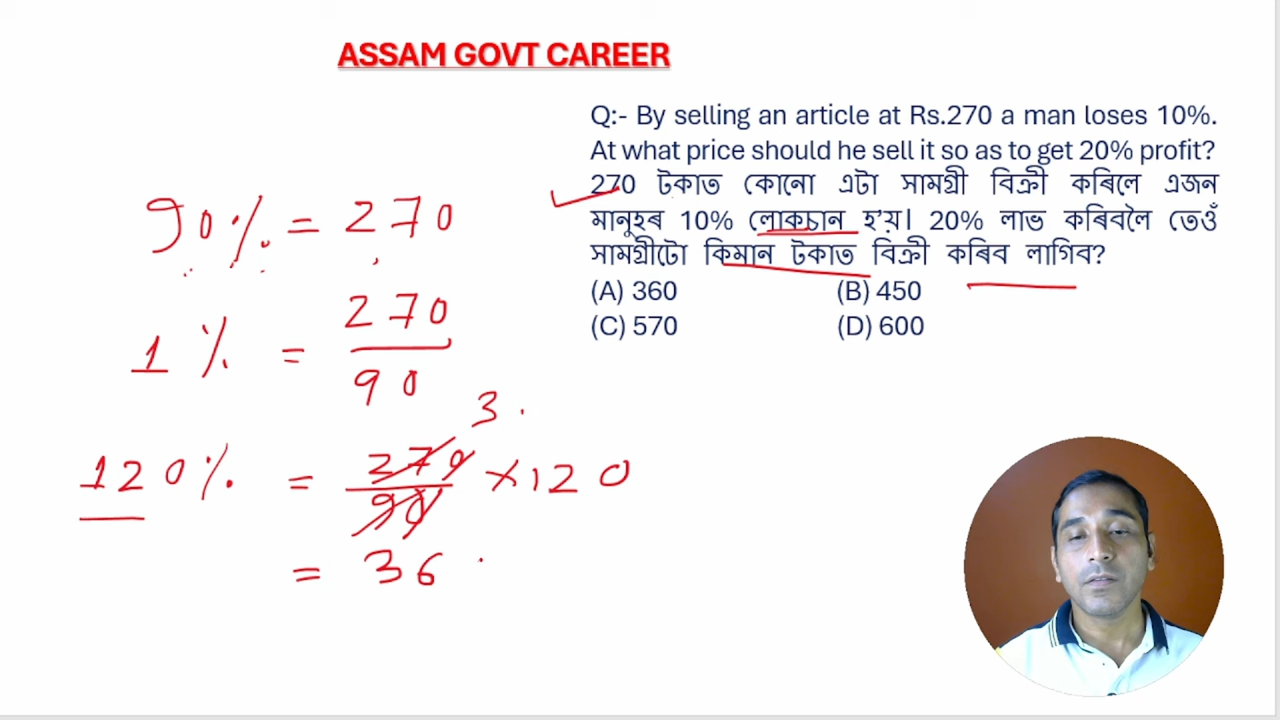 ASSAM GOVT CAREER
Q:- By selling an article at Rs.270 a man loses 10%.
At what price should he sell it so as to get 20% profit?
270 টকাত কোনো এটা সামগ্ৰী বিক্ৰী কৰিলে এজন
মানুহৰ 10% লোকচান হ'য়। 20% লাভ কৰিবলৈ তেওঁ
সামগ্ৰীটো কিমান টকাত বিক্ৰী কৰিব লাগিব?
(A) 360 (B) 450
(C) 570 (D) 600
90% = 270
1% = 270
90
3
120% = 270 ×120
90
= 36